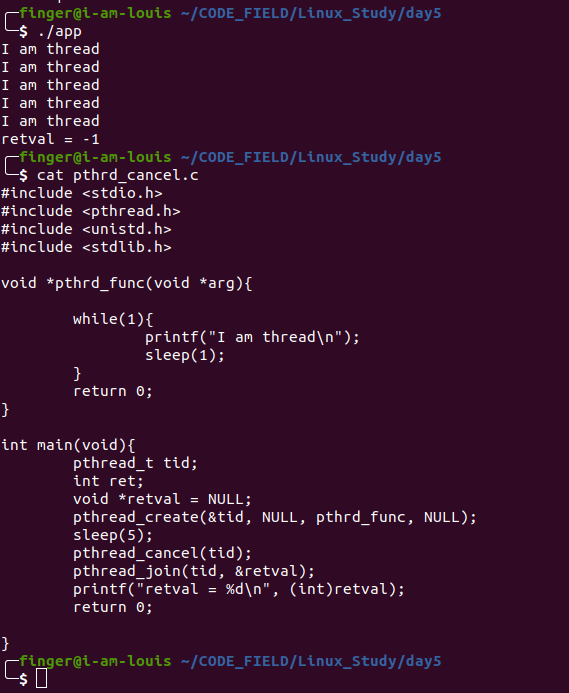 finger@i-am-louis ~/CODE_FIELD/Linux_Study/day5
$ ./app
I am thread
I am thread
I am thread
I am thread
I am thread
retval = -1
finger@i-am-louis ~/CODE_FIELD/Linux_Study/day5
$ cat pthrd_cancel.c
#include <stdio.h>
#include <pthread.h>
#include <unistd.h>
#include <stdlib.h>

void *pthrd_func(void *arg){

        while(1){
                printf("I am thread\n");
                sleep(1);
        }
        return 0;
}

int main(void){
        pthread_t tid;
        int ret;
        void *retval = NULL;
        pthread_create(&tid, NULL, pthrd_func, NULL);
        sleep(5);
        pthread_cancel(tid);
        pthread_join(tid, &retval);
        printf("retval = %d\n", (int)retval);
        return 0;

}
finger@i-am-louis ~/CODE_FIELD/Linux_Study/day5
$